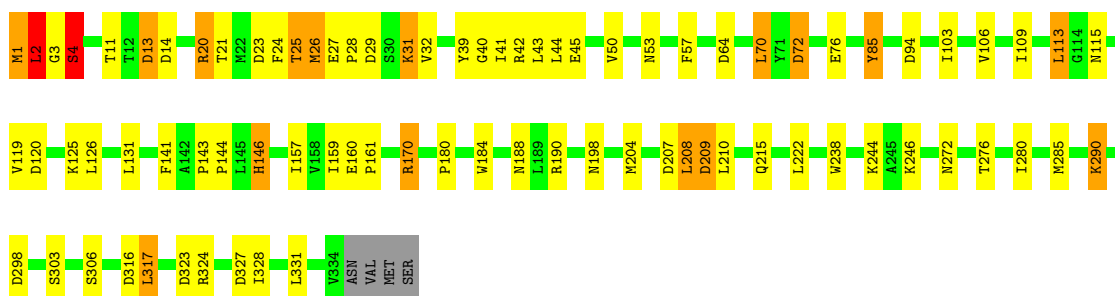 M1 L2 G3 S4 T11 T12 D13 D14 R20 T21 M22 D23 F24 T25 M26 E27 P28 D29 S30 K31 V32 Y39 G40 I41 R42 L43 L44 E45 V50 N53 F57 D64 L70 Y71 D72 E76 Y85 D94 I103 V106 I109 L113 G114 N115
V119 D120 K125 L126 L131 F141 A142 P143 P144 L145 H146 I157 V158 I159 E160 P161 R170 P180 W184 N188 L189 R190 N198 M204 D207 L208 D209 L210 Q215 L222 W238 K244 A245 K246 N272 T276 I280 M285 K290
D298 S303 S306 D316 L317 D323 R324 D327 I328 L331 V334 ASN VAL MET SER